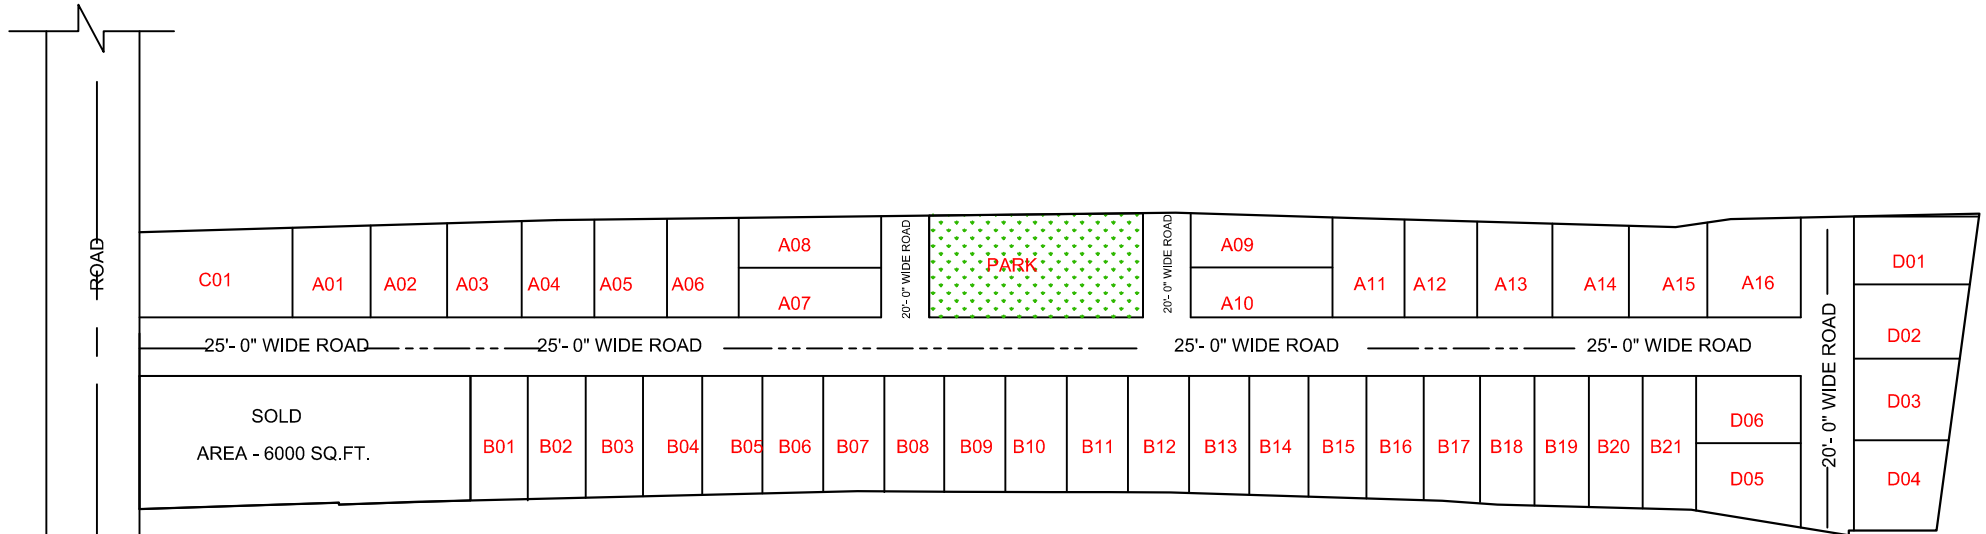 ROAD
C01
A01
A02
A03
A04
A05
A06
A08
A07
20'- 0" WIDE ROAD
PARK
20'- 0" WIDE ROAD
A09
A10
A11
A12
A13
A14
A15
A16
D01
D02
D03
D04
25'- 0" WIDE ROAD
25'- 0" WIDE ROAD
25'- 0" WIDE ROAD
25'- 0" WIDE ROAD
20'- 0" WIDE ROAD
SOLD
AREA - 6000 SQ.FT.
B01
B02
B03
B04
B05
B06
B07
B08
B09
B10
B11
B12
B13
B14
B15
B16
B17
B18
B19
B20
B21
D06
D05